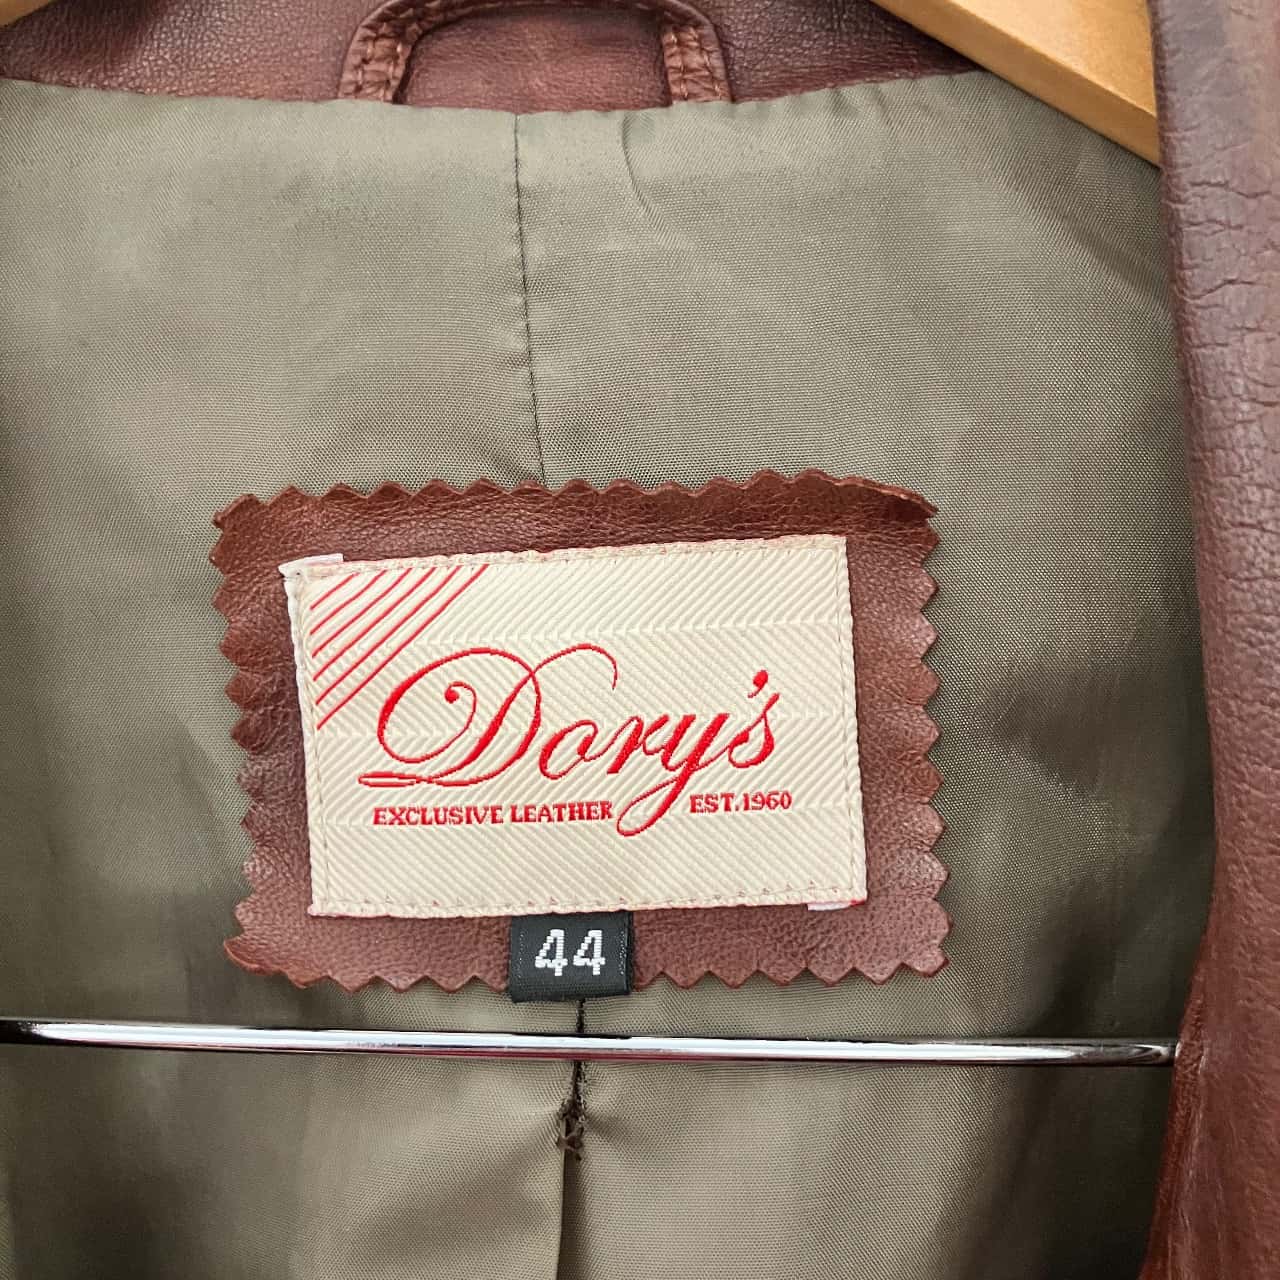 Dory's
EXCLUSIVE LEATHER EST.1960
44